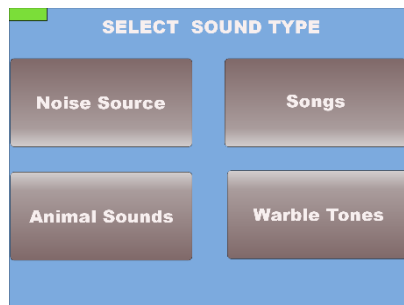 SELECT SOUND TYPE
Noise Source
Songs
Animal Sounds
Warble Tones